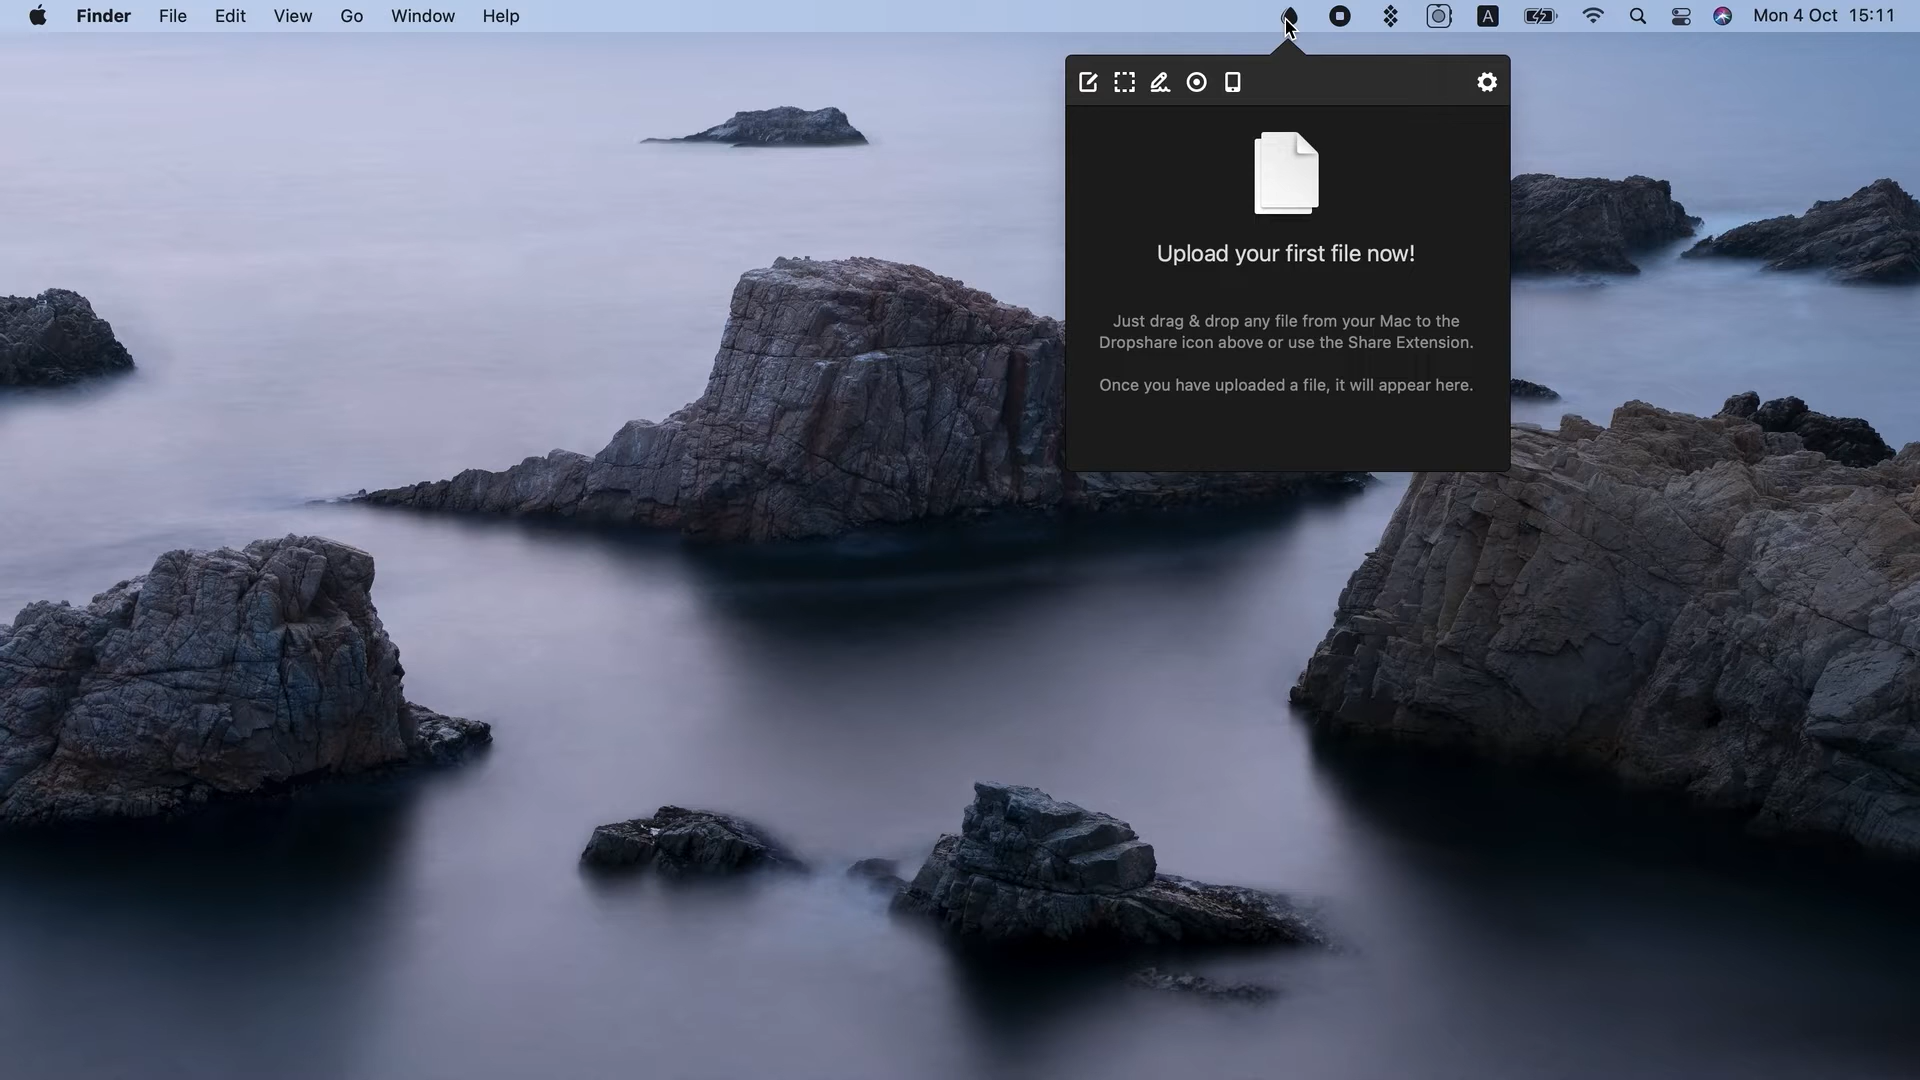 Finder File Edit View Go Window Help A Mon 4 Oct 15:11
Upload your first file now!
Just drag & drop any file from your Mac to the
Dropshare icon above or use the Share Extension.
Once you have uploaded a file, it will appear here.